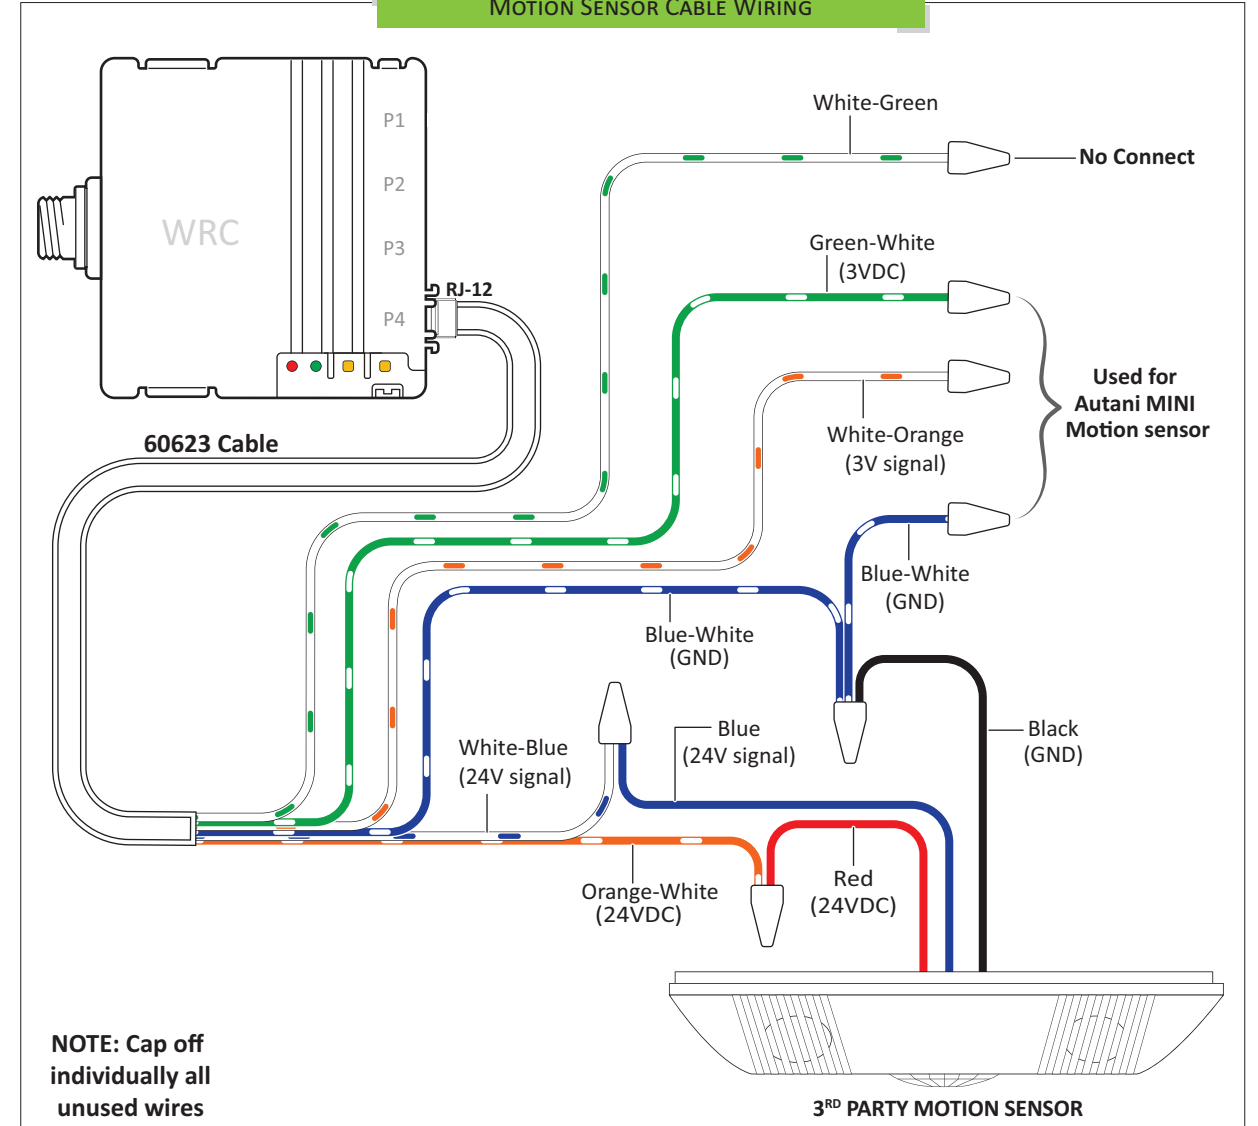 MOTION SENSOR CABLE WIRING
White-Green
No Connect
P1
P2
WRC
P3
P4
RJ-12
Green-White
(3VDC)
Used for
Autani MINI
Motion sensor
White-Orange
(3V signal)
60623 Cable
Blue-White
(GND)
Blue-White
(GND)
White-Blue
(24V signal)
Blue
(24V signal)
Black
(GND)
Orange-White
(24VDC)
Red
(24VDC)
NOTE: Cap off
individually all
unused wires
3RD PARTY MOTION SENSOR